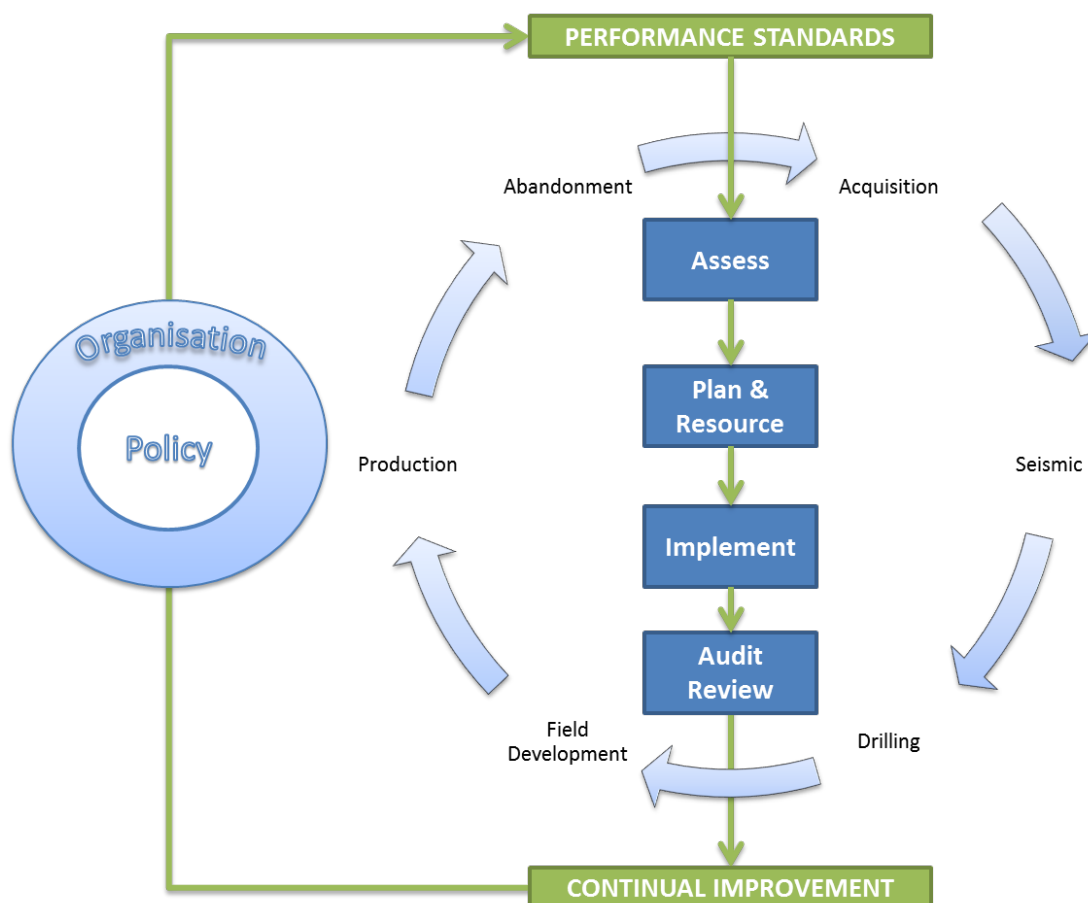 PERFORMANCE STANDARDS
Abandonment
Acquisition
Assess
Organisation
Policy
Plan &
Resource
Production
Seismic
Implement
Audit
Review
Field
Development
Drilling
CONTINUAL IMPROVEMENT